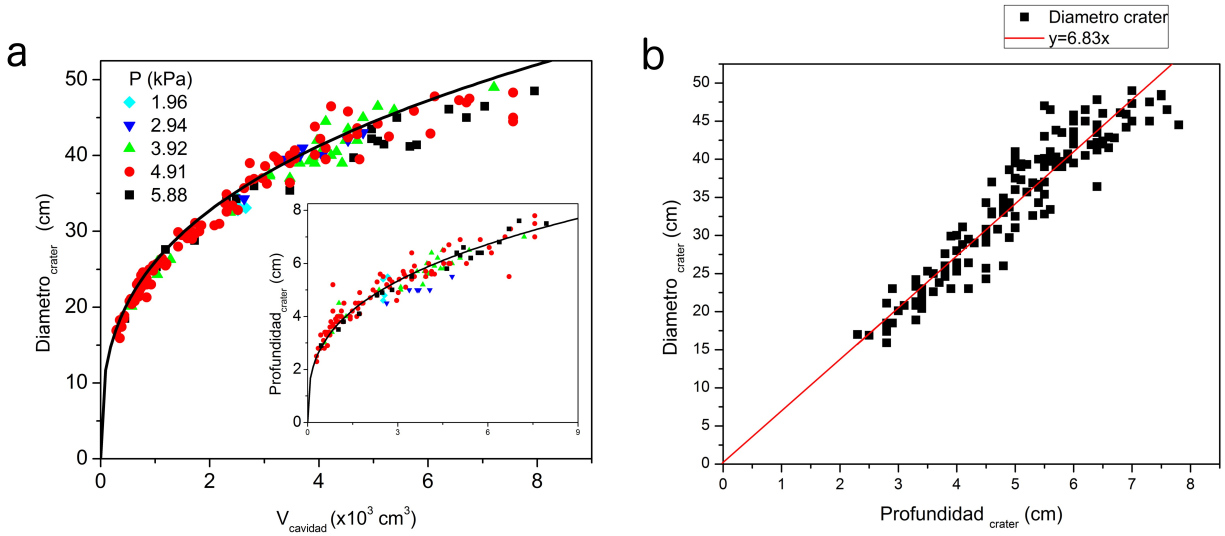 a
P (kPa)
1.96
2.94
3.92
4.91
5.88
Diametro crater (cm)
50
40
30
20
10
0
0 2 4 6 8
V cavidad (x10³ cm³)
Profundidad crater (cm)
8
6
4
2
0
0 3 6 9
b
Diametro crater
y=6.83x
Diametro crater (cm)
50
45
40
35
30
25
20
15
10
5
0
0 1 2 3 4 5 6 7 8
Profundidad crater (cm)